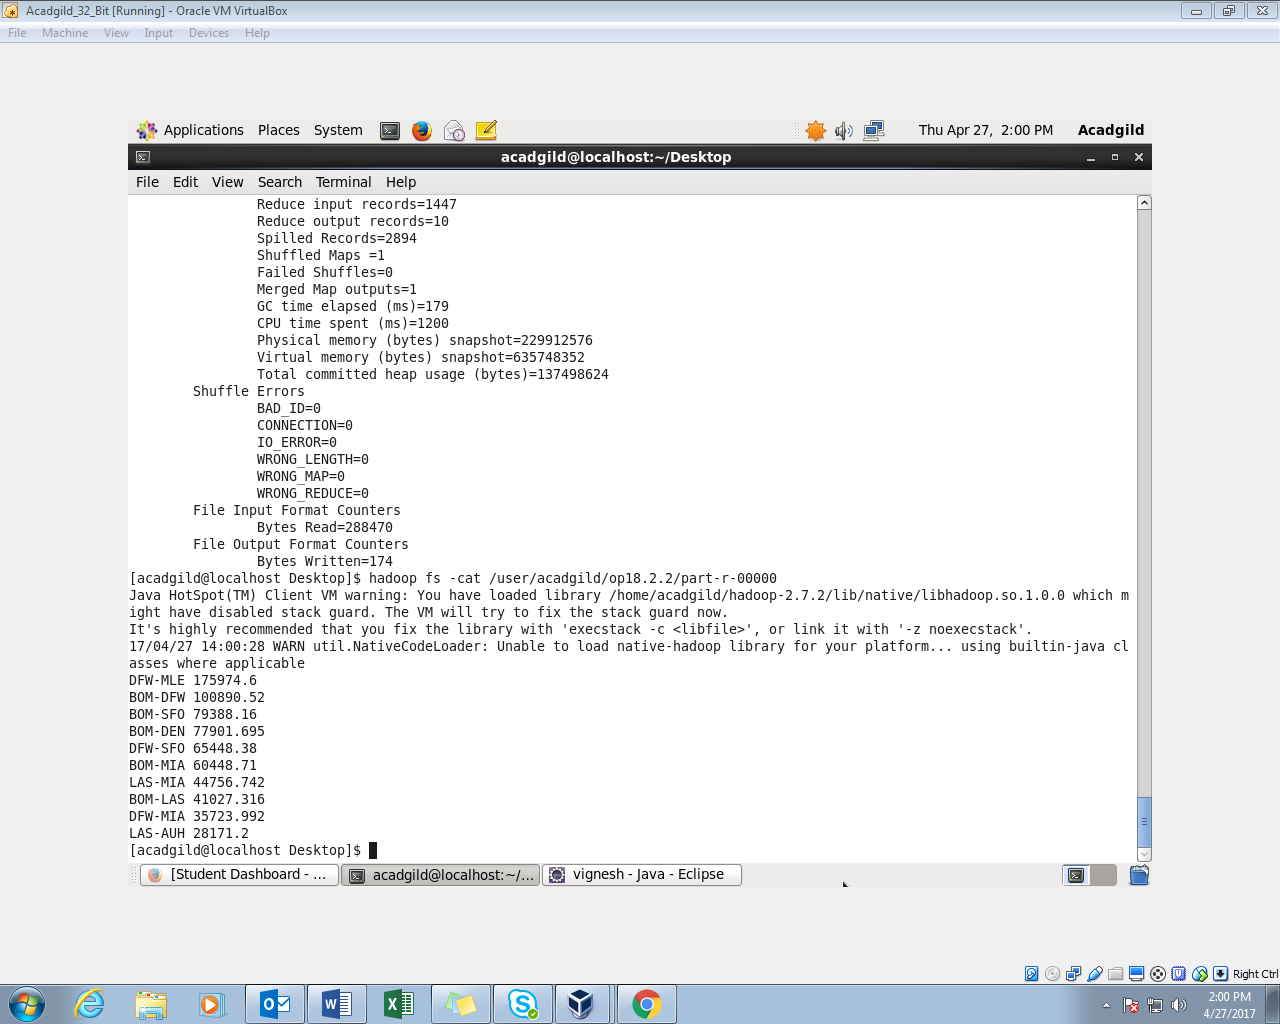 Acadgild_32_Bit [Running] - Oracle VM VirtualBox
File Machine View Input Devices Help
Applications Places System Thu Apr 27, 2:00 PM Acadgild
acadgild@localhost:~/Desktop
File Edit View Search Terminal Help
Reduce input records=1447
Reduce output records=10
Spilled Records=2894
Shuffled Maps =1
Failed Shuffles=0
Merged Map outputs=1
GC time elapsed (ms)=179
CPU time spent (ms)=1200
Physical memory (bytes) snapshot=229912576
Virtual memory (bytes) snapshot=635748352
Total committed heap usage (bytes)=137498624
Shuffle Errors
BAD_ID=0
CONNECTION=0
IO_ERROR=0
WRONG_LENGTH=0
WRONG_MAP=0
WRONG_REDUCE=0
File Input Format Counters
Bytes Read=288470
File Output Format Counters
Bytes Written=174
[acadgild@localhost Desktop]$ hadoop fs -cat /user/acadgild/op18.2.2/part-r-00000
Java HotSpot(TM) Client VM warning: You have loaded library /home/acadgild/hadoop-2.7.2/lib/native/libhadoop.so.1.0.0 which m
ight have disabled stack guard. The VM will try to fix the stack guard now.
It's highly recommended that you fix the library with 'execstack -c <libfile>', or link it with '-z noexecstack'.
17/04/27 14:00:28 WARN util.NativeCodeLoader: Unable to load native-hadoop library for your platform... using builtin-java cl
asses where applicable
DFW-MLE 175974.6
BOM-DFW 100890.52
BOM-SFO 79388.16
BOM-DEN 77901.695
DFW-SFO 65448.38
BOM-MIA 60448.71
LAS-MIA 44756.742
BOM-LAS 41027.316
DFW-MIA 35723.992
LAS-AUH 28171.2
[acadgild@localhost Desktop]$
[Student Dashboard - ... acadgild@localhost:~/... vignesh - Java - Eclipse
Right Ctrl
2:00 PM
4/27/2017